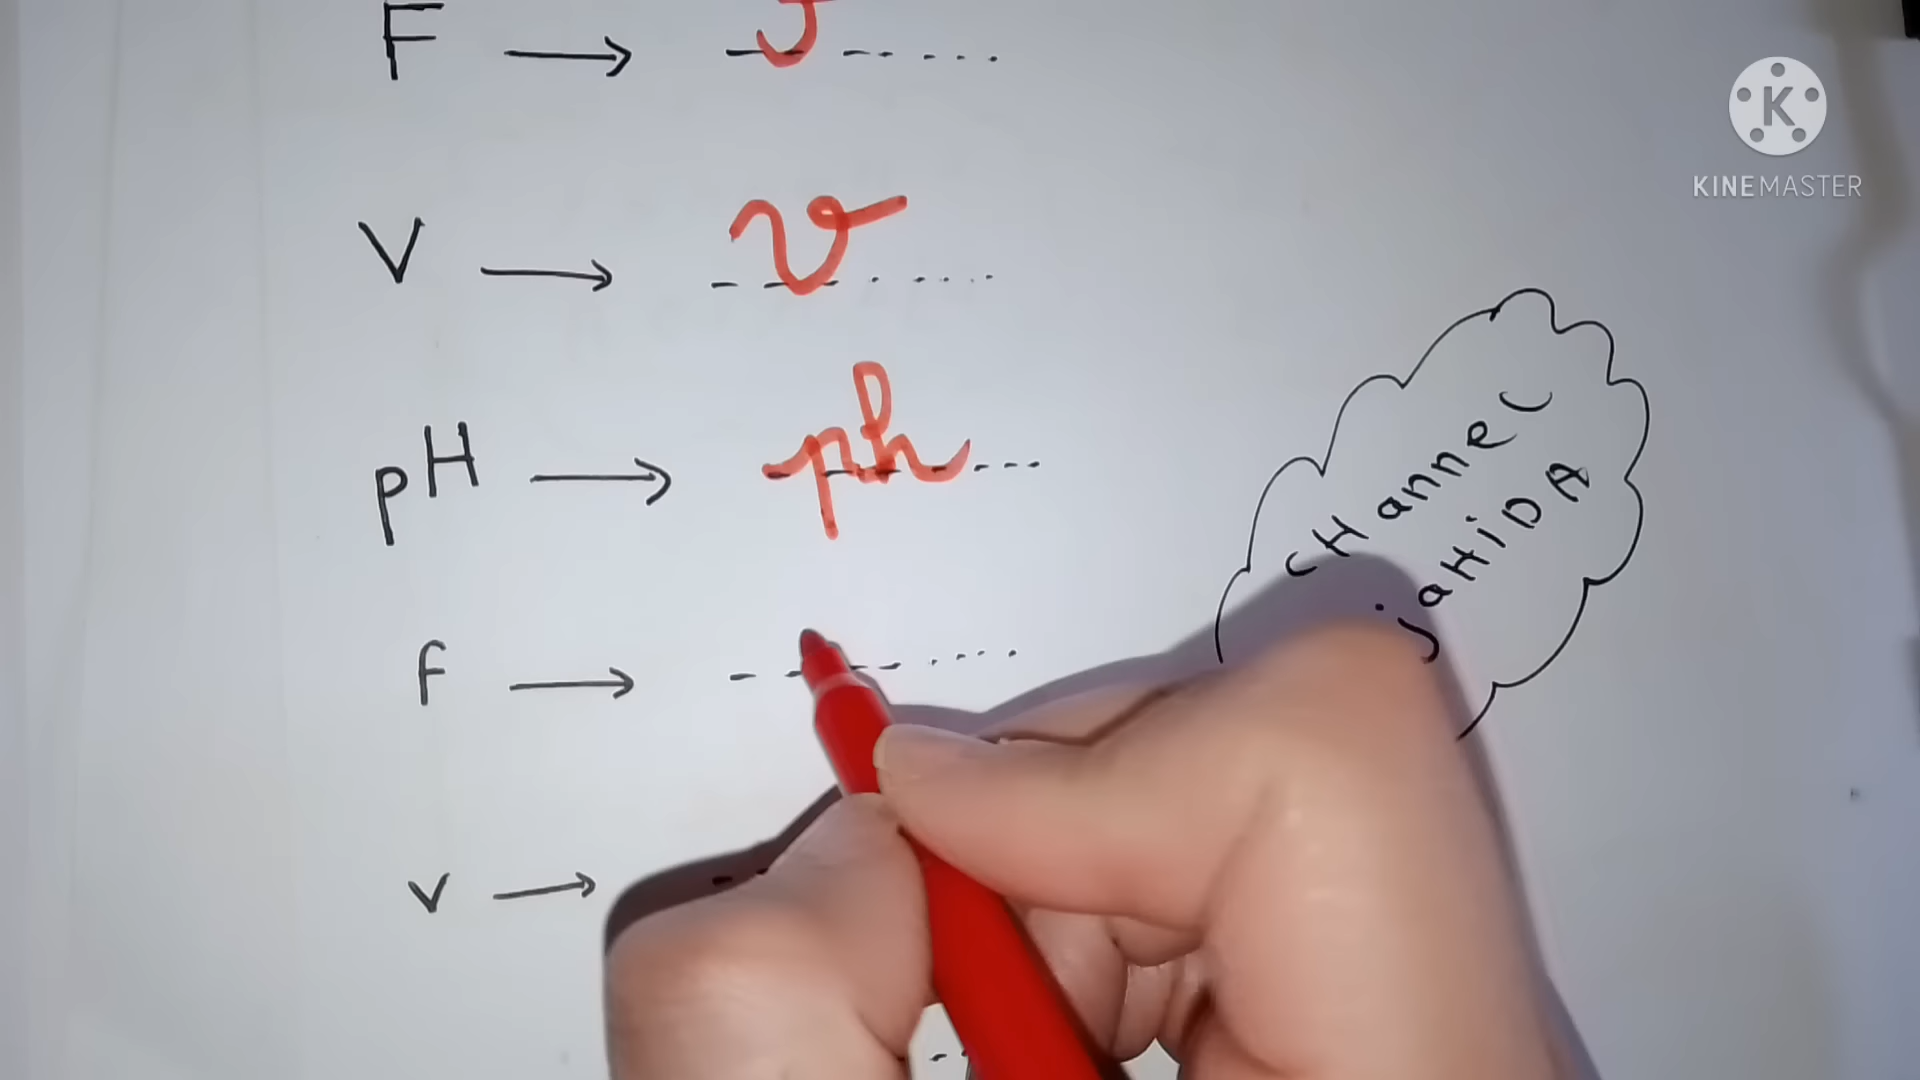 F →
V → v
pH → ph
f →
v →
cHannel
jaHiDA
K
KINEMASTER